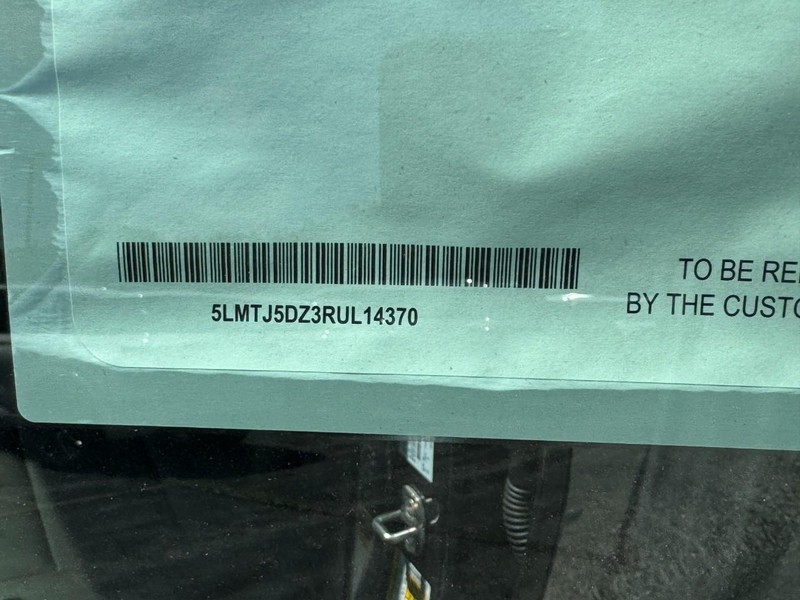 5LMTJ5DZ3RUL14370
TO BE RE
BY THE CUSTO